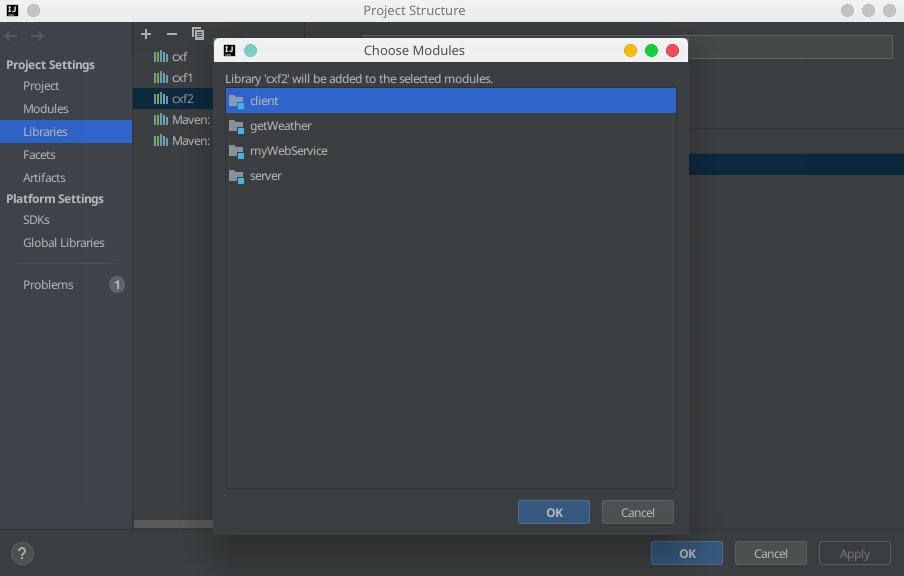 Project Structure
Project Settings
Project
Modules
Libraries
Facets
Artifacts
Platform Settings
SDKs
Global Libraries
Problems
1
cxf
cxf1
cxf2
Maven:
Maven:
IJ
Choose Modules
Library 'cxf2' will be added to the selected modules.
client
getWeather
myWebService
server
OK
Cancel
?
OK
Cancel
Apply